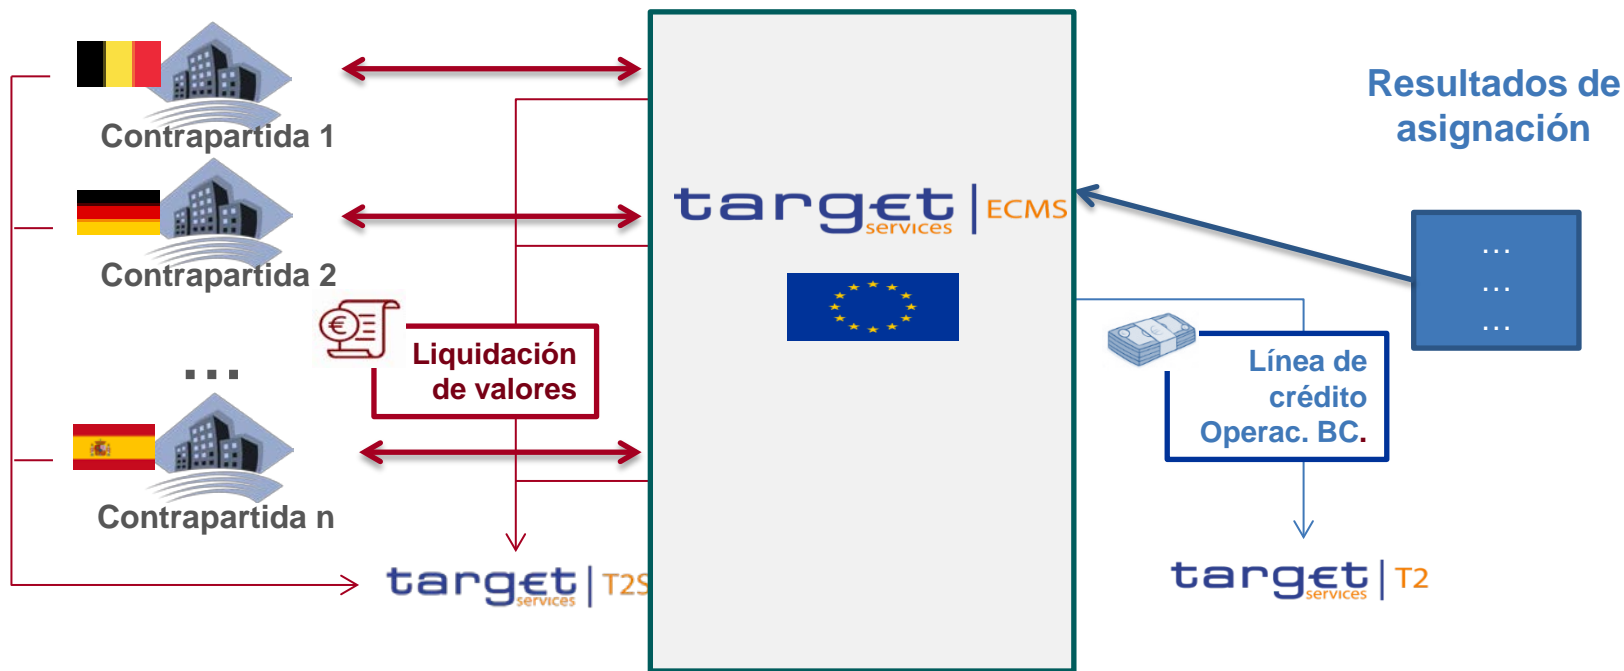 Contrapartida 1
Contrapartida 2
...
Contrapartida n
Liquidación
de valores
target
services
T2S
target
services
ECMS
Resultados de
asignación
...
...
...
Línea de
crédito
Operac. BC.
target
services
T2